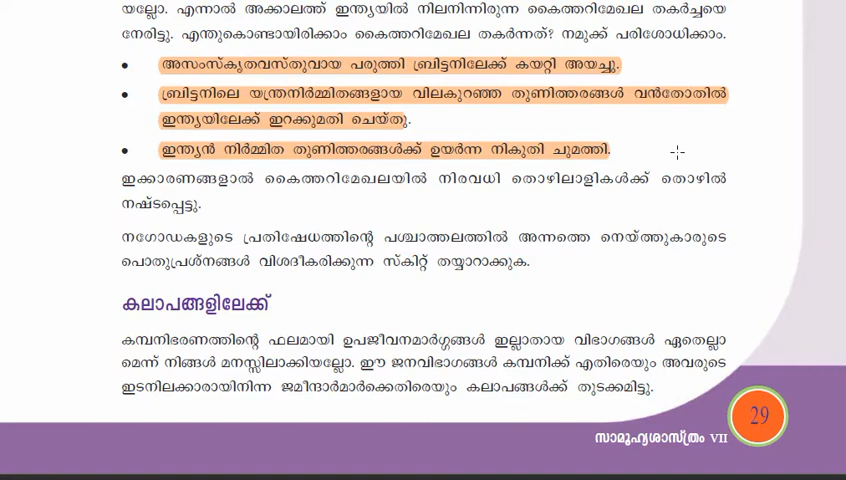 യല്ലോ. എന്നാൽ അക്കാലത്ത് ഇന്ത്യയിൽ നിലനിന്നിരുന്ന കൈത്തറിമേഖല തകർച്ചയെ
നേരിട്ടു. എന്തുകൊണ്ടായിരിക്കാം കൈത്തറിമേഖല തകർന്നത്? നമുക്ക് പരിശോധിക്കാം.
• അസംസ്കൃതവസ്തുവായ പരുത്തി ബ്രിട്ടനിലേക്ക് കയറ്റി അയച്ചു.
• ബ്രിട്ടനിലെ യന്ത്രനിർമ്മിതങ്ങളായ വിലകുറഞ്ഞ തുണിത്തരങ്ങൾ വൻതോതിൽ
ഇന്ത്യയിലേക്ക് ഇറക്കുമതി ചെയ്തു.
• ഇന്ത്യൻ നിർമ്മിത തുണിത്തരങ്ങൾക്ക് ഉയർന്ന നികുതി ചുമത്തി.
ഇക്കാരണങ്ങളാൽ കൈത്തറിമേഖലയിൽ നിരവധി തൊഴിലാളികൾക്ക് തൊഴിൽ
നഷ്ടപ്പെട്ടു.
നഗോഡകളുടെ പ്രതിഷേധത്തിന്റെ പശ്ചാത്തലത്തിൽ അന്നത്തെ നെയ്ത്തുകാരുടെ
പൊതുപ്രശ്നങ്ങൾ വിശദീകരിക്കുന്ന സ്കിറ്റ് തയ്യാറാക്കുക.
കലാപങ്ങളിലേക്ക്
കമ്പനിഭരണത്തിന്റെ ഫലമായി ഉപജീവനമാർഗ്ഗങ്ങൾ ഇല്ലാതായ വിഭാഗങ്ങൾ ഏതെല്ലാ
മെന്ന് നിങ്ങൾ മനസ്സിലാക്കിയല്ലോ. ഈ ജനവിഭാഗങ്ങൾ കമ്പനിക്ക് എതിരെയും അവരുടെ
ഇടനിലക്കാരായിനിന്ന ജമീന്ദാർമാർക്കെതിരെയും കലാപങ്ങൾക്ക് തുടക്കമിട്ടു.
29
സാമൂഹ്യശാസ്ത്രം VII